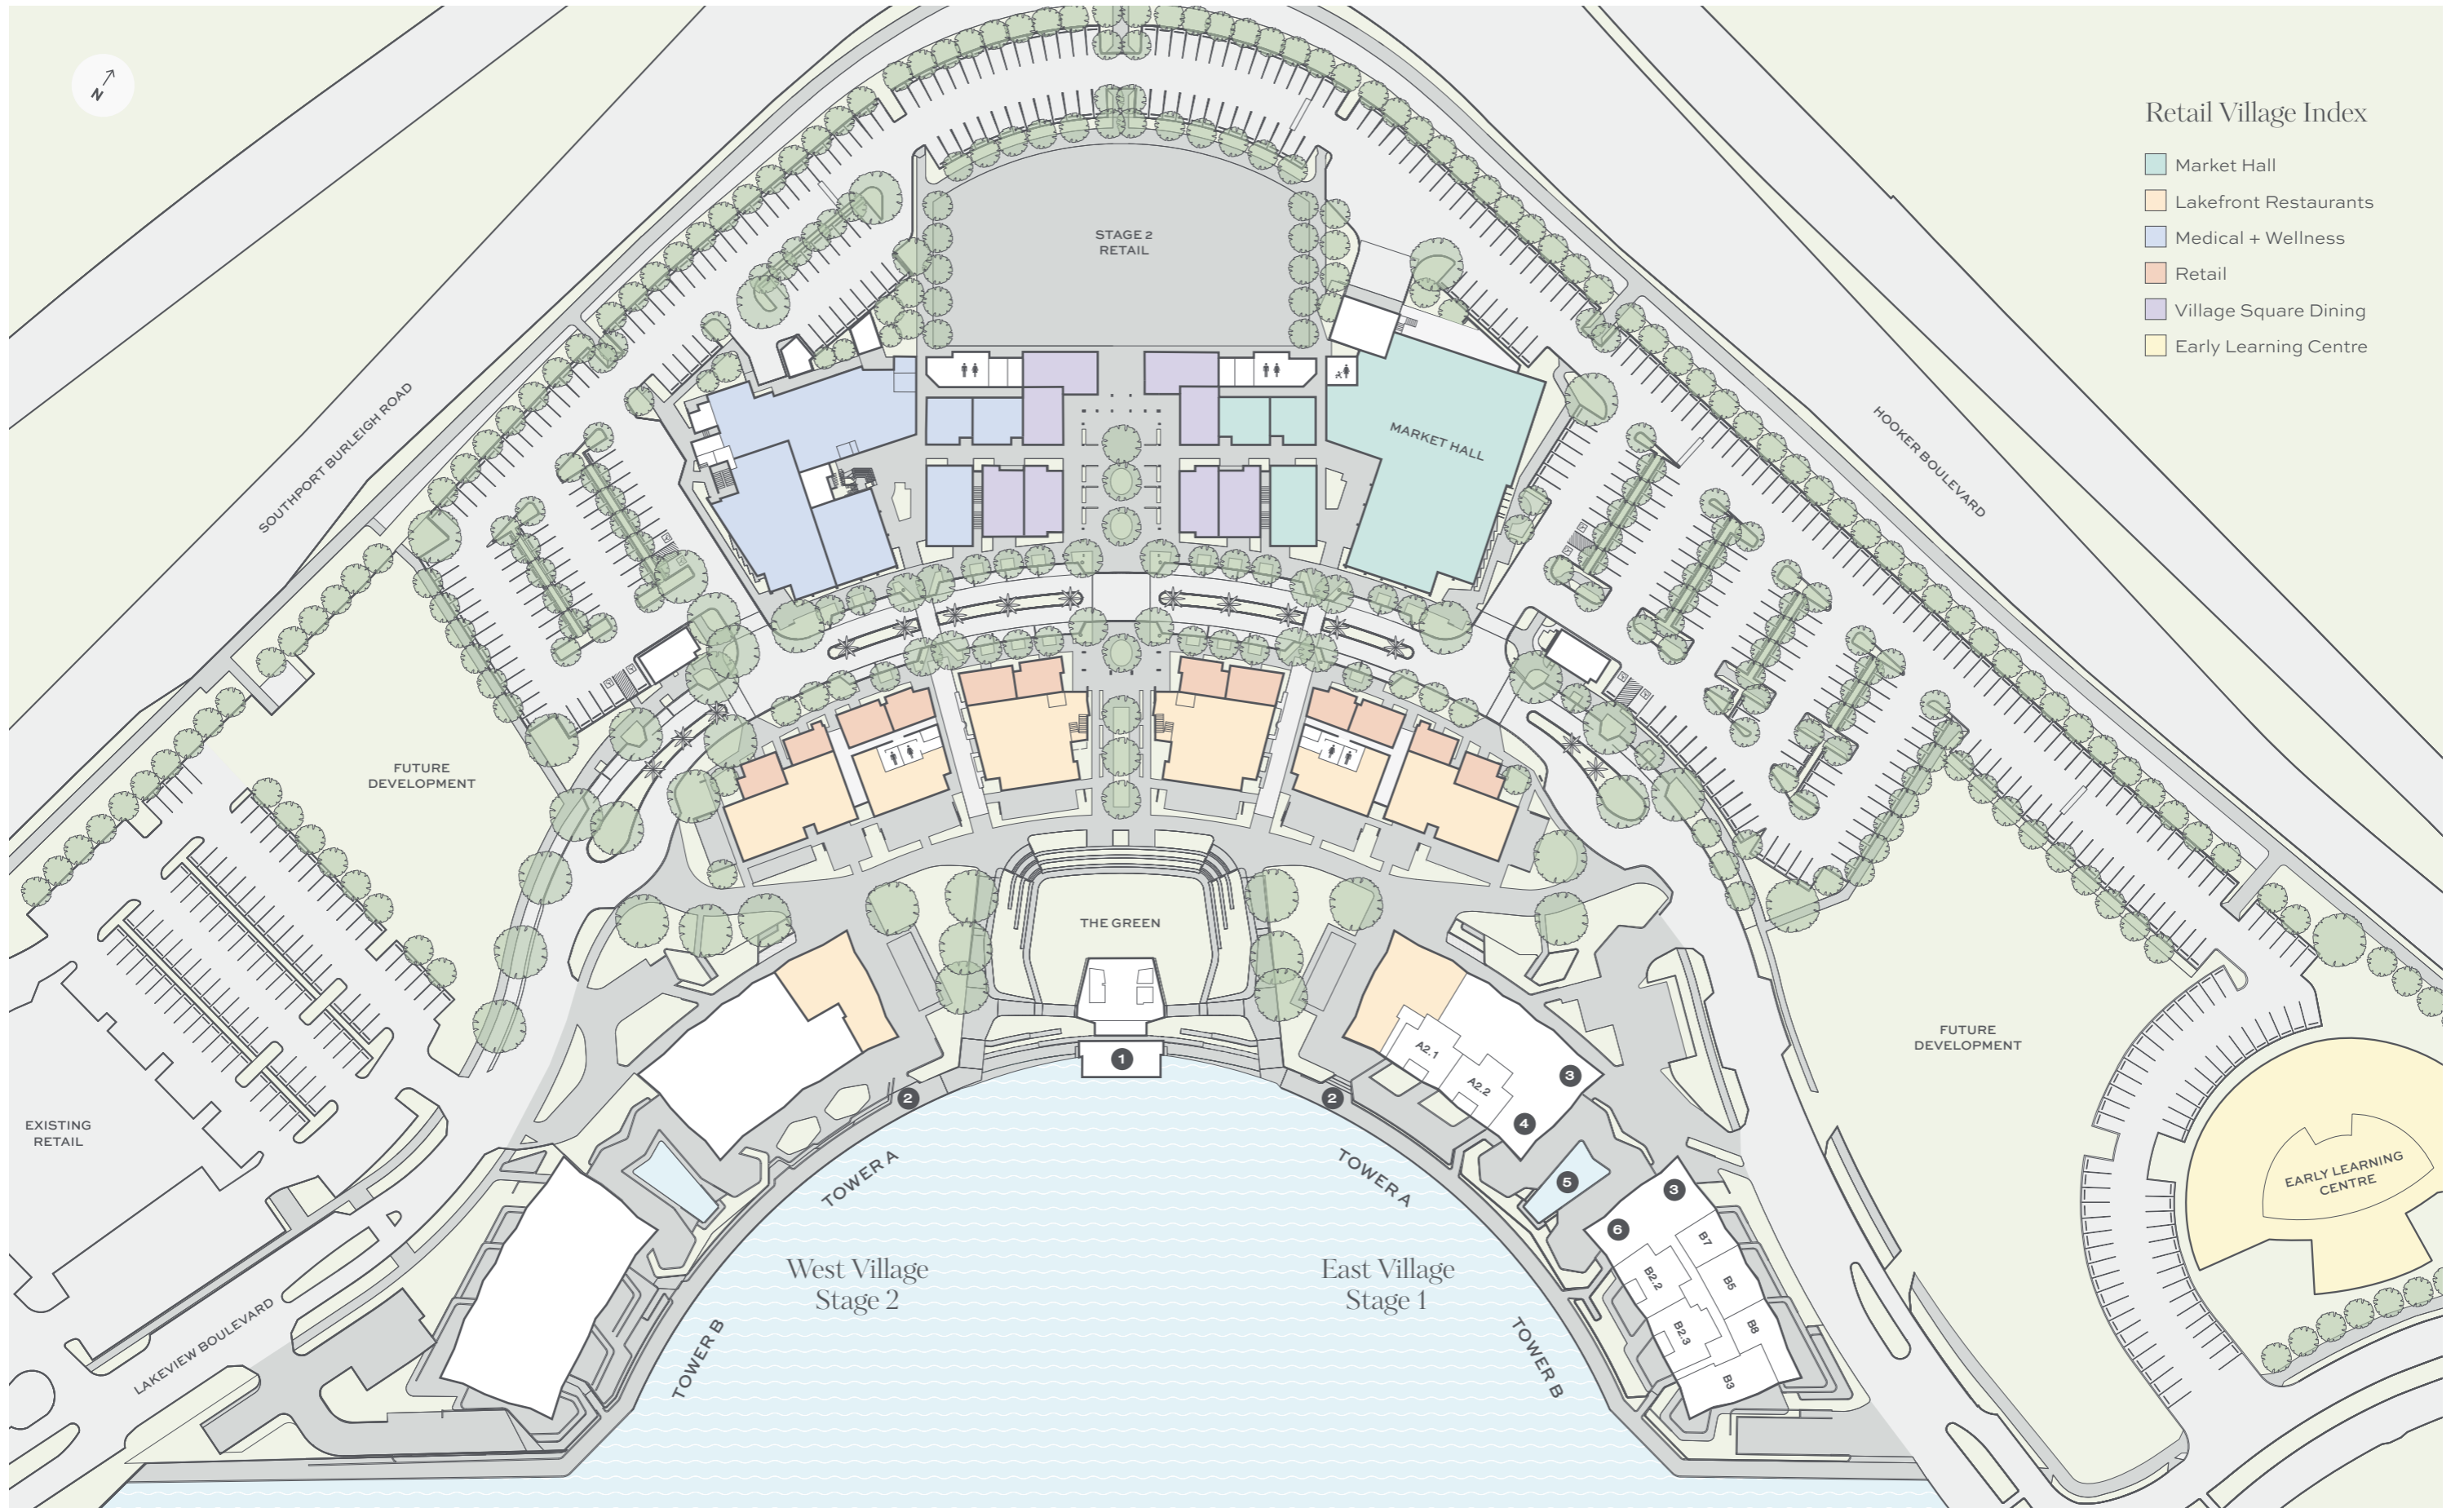 N
Retail Village Index
Market Hall
Lakefront Restaurants
Medical + Wellness
Retail
Village Square Dining
Early Learning Centre
STAGE 2
RETAIL
SOUTHPORT BURLEIGH ROAD
HOOKER BOULEVARD
MARKET HALL
FUTURE
DEVELOPMENT
THE GREEN
FUTURE
DEVELOPMENT
EXISTING
RETAIL
LAKEVIEW BOULEVARD
1
2
2
A2.1
A2.2
3
4
5
3
6
B7
B2.2
B5
B2.3
B6
B3
TOWER A
TOWER A
West Village
Stage 2
East Village
Stage 1
TOWER B
TOWER B
EARLY LEARNING
CENTRE